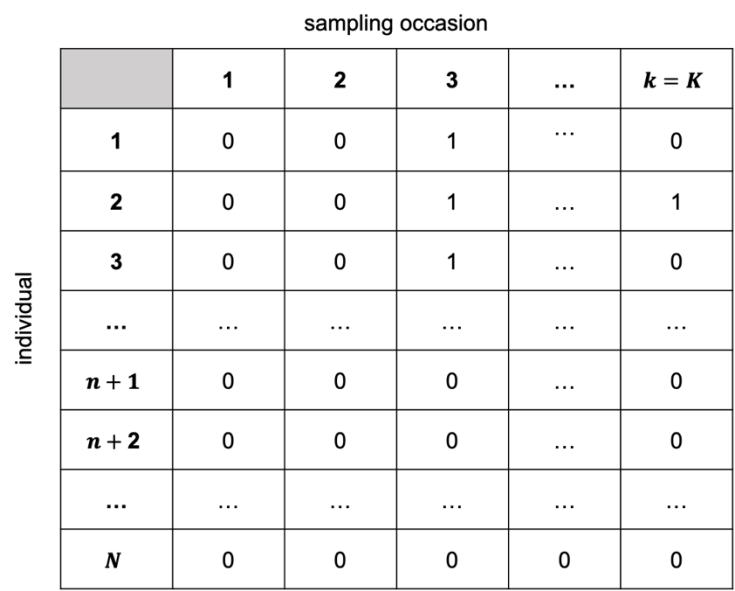 sampling occasion
1 2 3 ... k = K
1 0 0 1 ... 0
2 0 0 1 ... 1
3 0 0 1 ... 0
... ... ... ... ... ...
n + 1 0 0 0 ... 0
n + 2 0 0 0 ... 0
... ... ... ... ... ...
N 0 0 0 0 0
individual